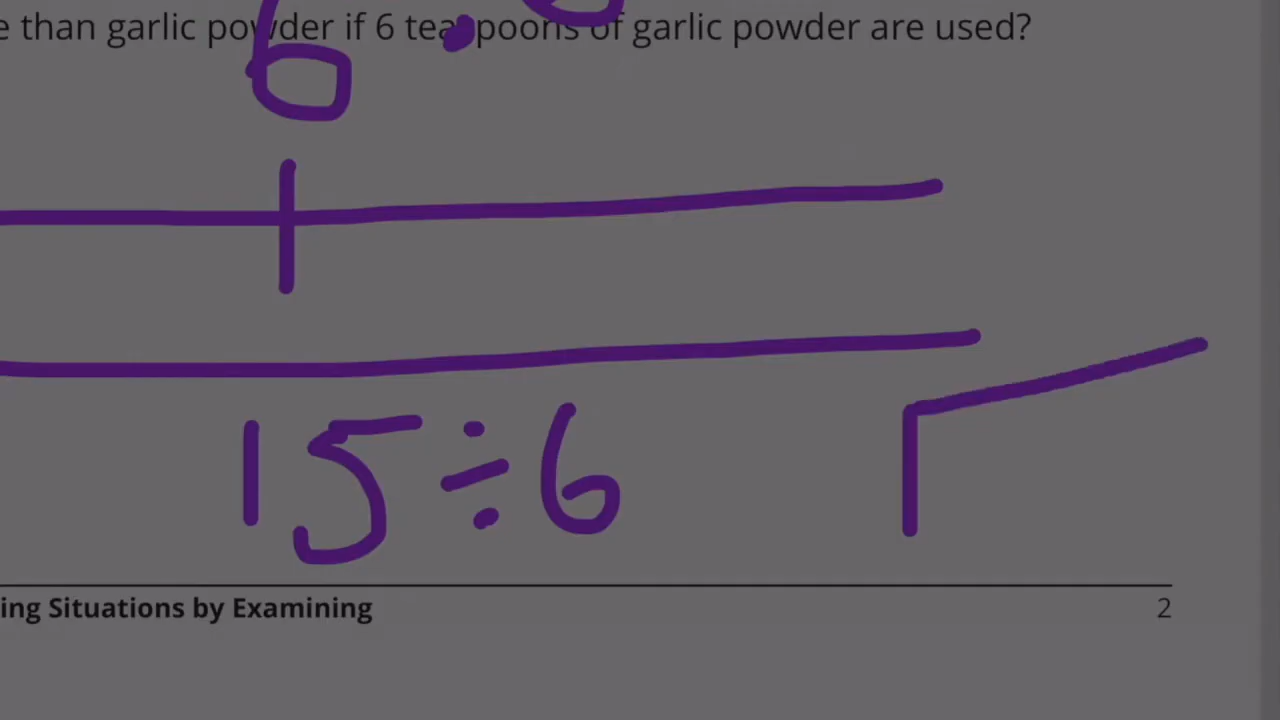 than garlic powder if 6 teaspoons of garlic powder are used?
6.
15÷6
ing Situations by Examining
2